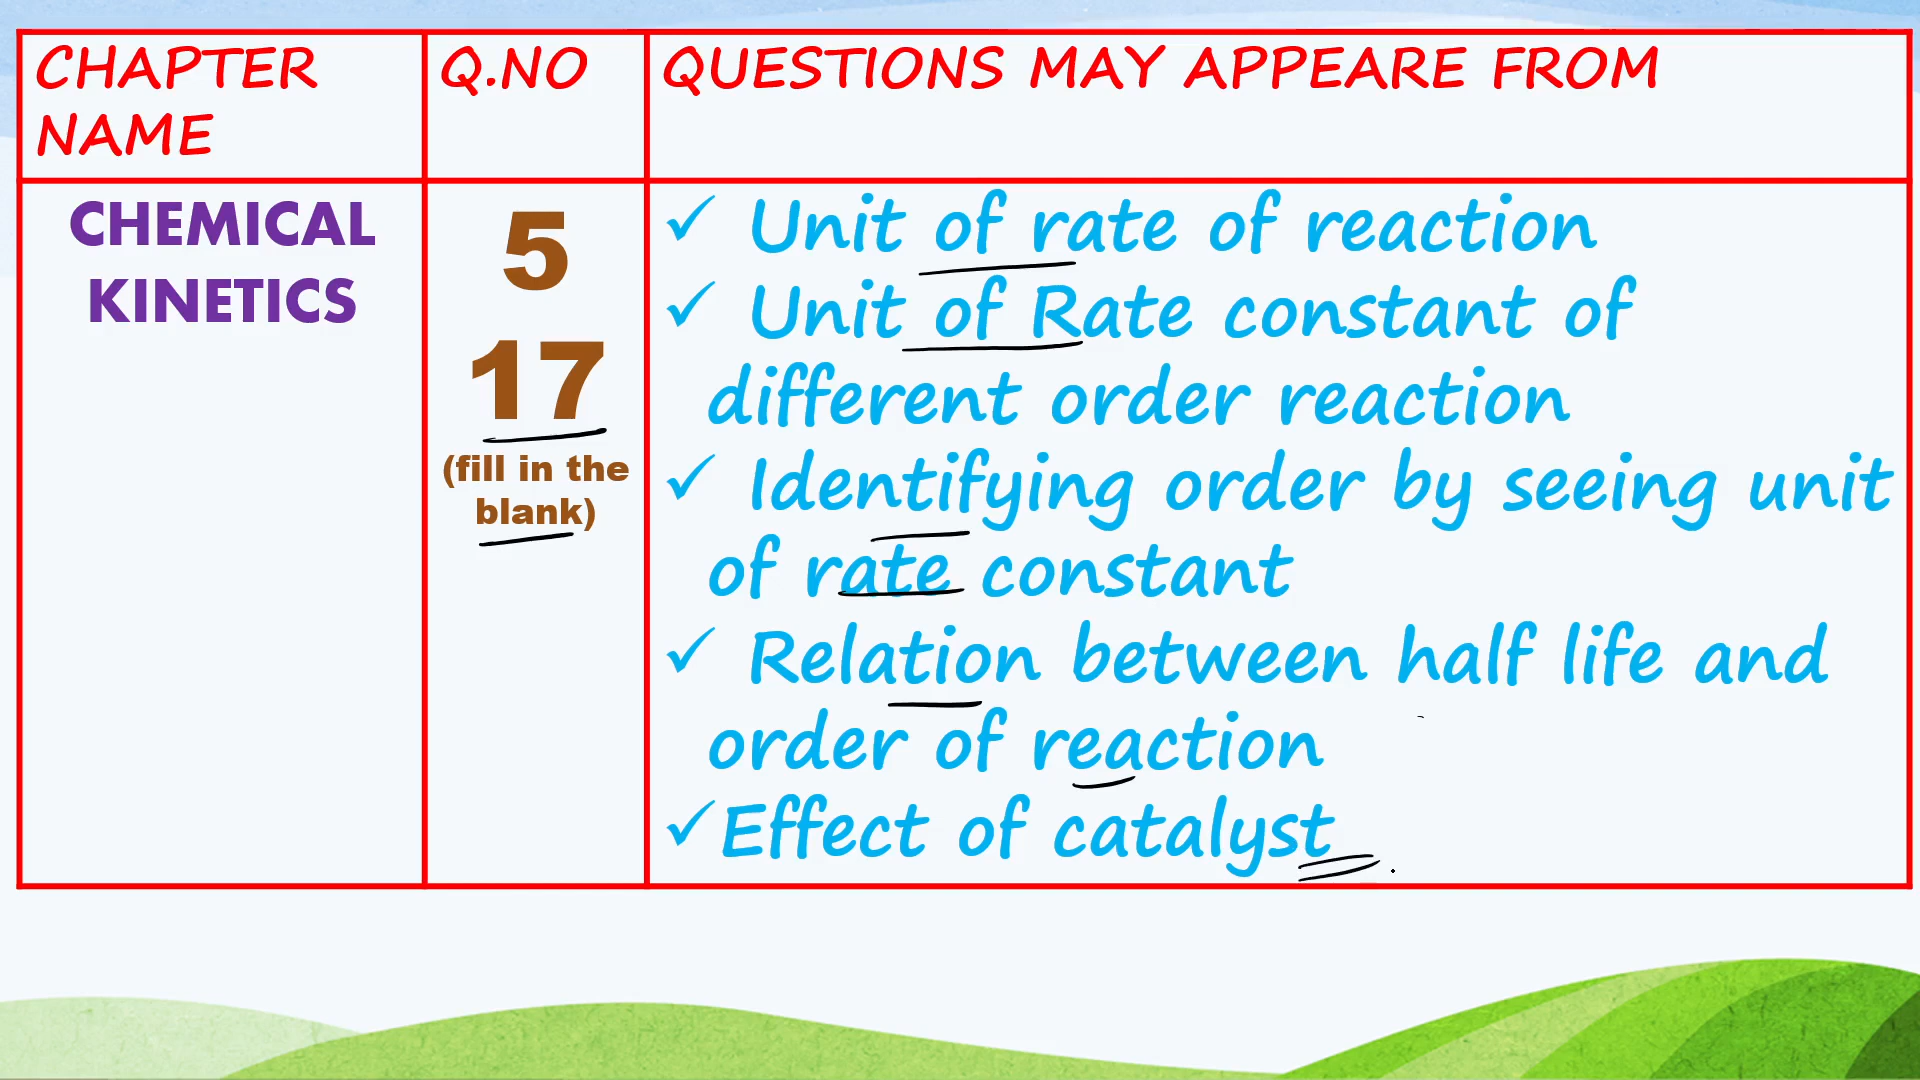 CHAPTER
NAME
Q.NO
QUESTIONS MAY APPEARE FROM
CHEMICAL
KINETICS
5
17
(fill in the
blank)
✓ Unit of rate of reaction
✓ Unit of Rate constant of
different order reaction
✓ Identifying order by seeing unit
of rate constant
✓ Relation between half life and
order of reaction
✓ Effect of catalyst